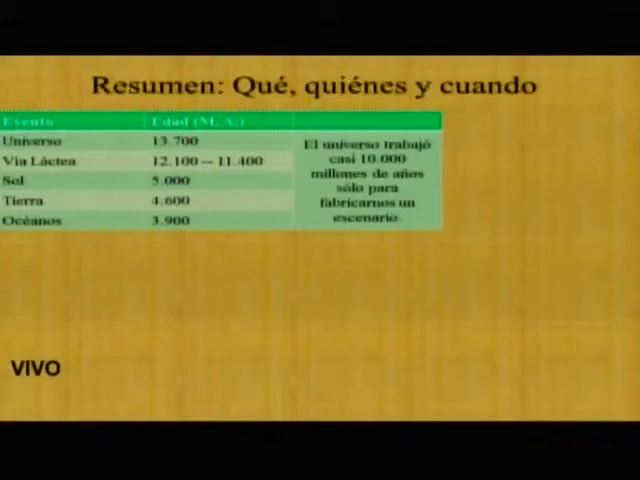 Resumen: Qué, quiénes y cuando
Evento Edad (M.A.)
Universo 13.700
Vía Láctea 12.100 – 11.400
Sol 5.000
Tierra 4.600
Océanos 3.900
El universo trabajó
casi 10.000
millones de años
sólo para
fabricarnos un
escenario.
VIVO